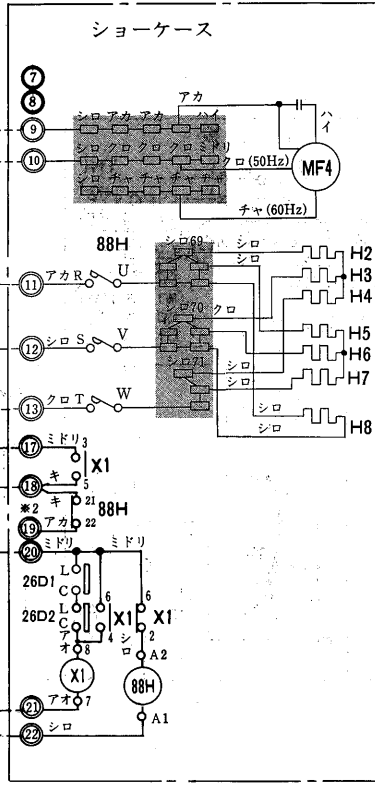 ショーケース
7
8
アカ
シロ アカ アカ ハイ
9
ハイ
シロ クロ クロ クロ ミドリ
10
クロ(50Hz)
MF4
クロ チャ チャ チャ
チャ(60Hz)
88H
シロ69
シロ
シロ
H2
H3
H4
11 アカ R U
70 クロ
H5
H6
12 シロ S V
シロ71
シロ
シロ
H7
13 クロ T W
シロ
シロ
H8
17 ミドリ 3
X1
18 キ 5
キ 21
※2
88H
19 アカ 22
20 ミドリ ミドリ
26D1 L
C
26D2 L 6 X1 6 X1
C 4 2
アオ 8 シロ A2
X1 88H
21 アオ 7 A1
22 シロ